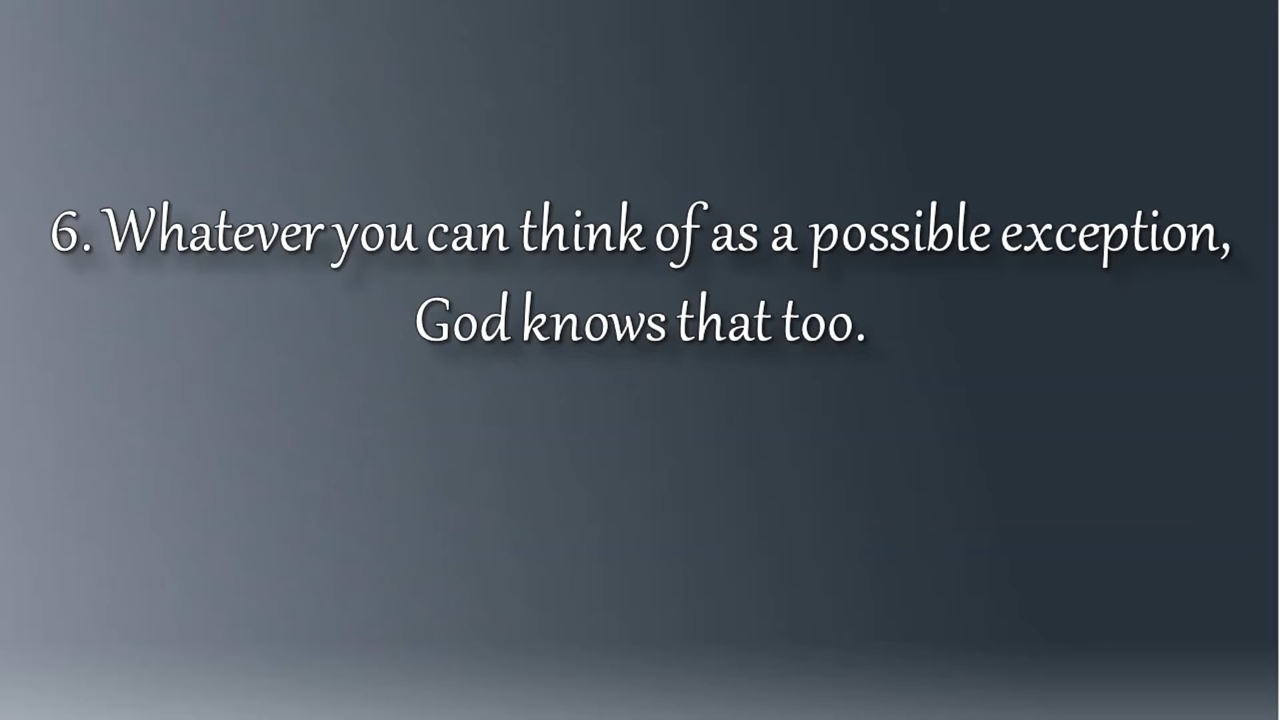 6. Whatever you can think of as a possible exception,
God knows that too.